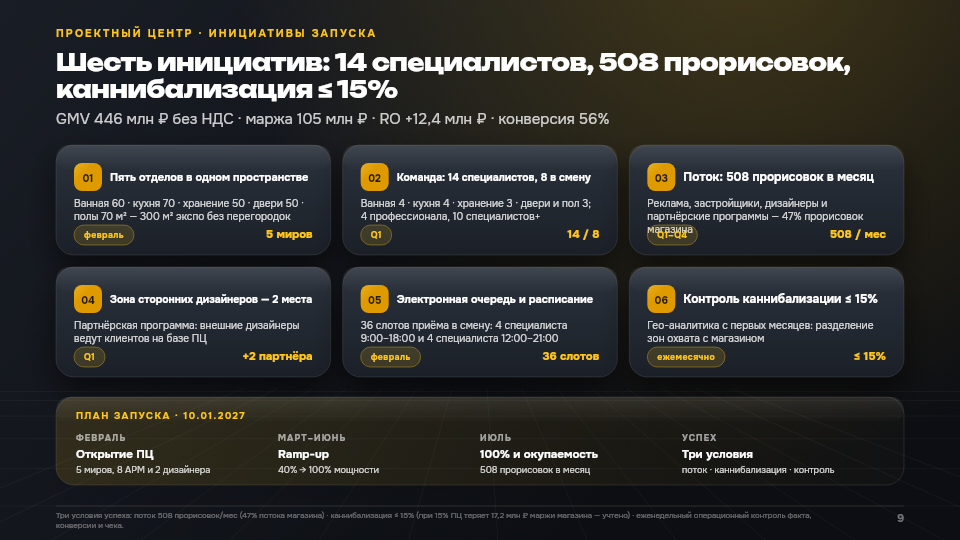 ПРОЕКТНЫЙ ЦЕНТР · ИНИЦИАТИВЫ ЗАПУСКА
Шесть инициатив: 14 специалистов, 508 прорисовок,
каннибализация ≤ 15%
GMV 446 млн ₽ без НДС · маржа 105 млн ₽ · RO +12,4 млн ₽ · конверсия 56%
01 Пять отделов в одном пространстве
Ванная 60 · кухня 70 · хранение 50 · двери 50 ·
полы 70 м² — 300 м² экспо без перегородок
февраль 5 миров
02 Команда: 14 специалистов, 8 в смену
Ванная 4 · кухня 4 · хранение 3 · двери и пол 3;
4 профессионала, 10 специалистов+
Q1 14 / 8
03 Поток: 508 прорисовок в месяц
Реклама, застройщики, дизайнеры и
партнёрские программы — 47% прорисовок
магазина
Q1–Q4 508 / мес
04 Зона сторонних дизайнеров — 2 места
Партнёрская программа: внешние дизайнеры
ведут клиентов на базе ПЦ
Q1 +2 партнёра
05 Электронная очередь и расписание
36 слотов приёма в смену: 4 специалиста
9:00–18:00 и 4 специалиста 12:00–21:00
февраль 36 слотов
06 Контроль каннибализации ≤ 15%
Гео-аналитика с первых месяцев: разделение
зон охвата с магазином
ежемесячно ≤ 15%
ПЛАН ЗАПУСКА · 10.01.2027
ФЕВРАЛЬ
Открытие ПЦ
5 миров, 8 АРМ и 2 дизайнера
МАРТ–ИЮНЬ
Ramp-up
40% → 100% мощности
ИЮЛЬ
100% и окупаемость
508 прорисовок в месяц
УСПЕХ
Три условия
поток · каннибализация · контроль
Три условия успеха: поток 508 прорисовок/мес (47% потока магазина) · каннибализация ≤ 15% (при 15% ПЦ теряет 17,2 млн ₽ маржи магазина — учтено) · еженедельный операционный контроль факта,
конверсии и чека.
9